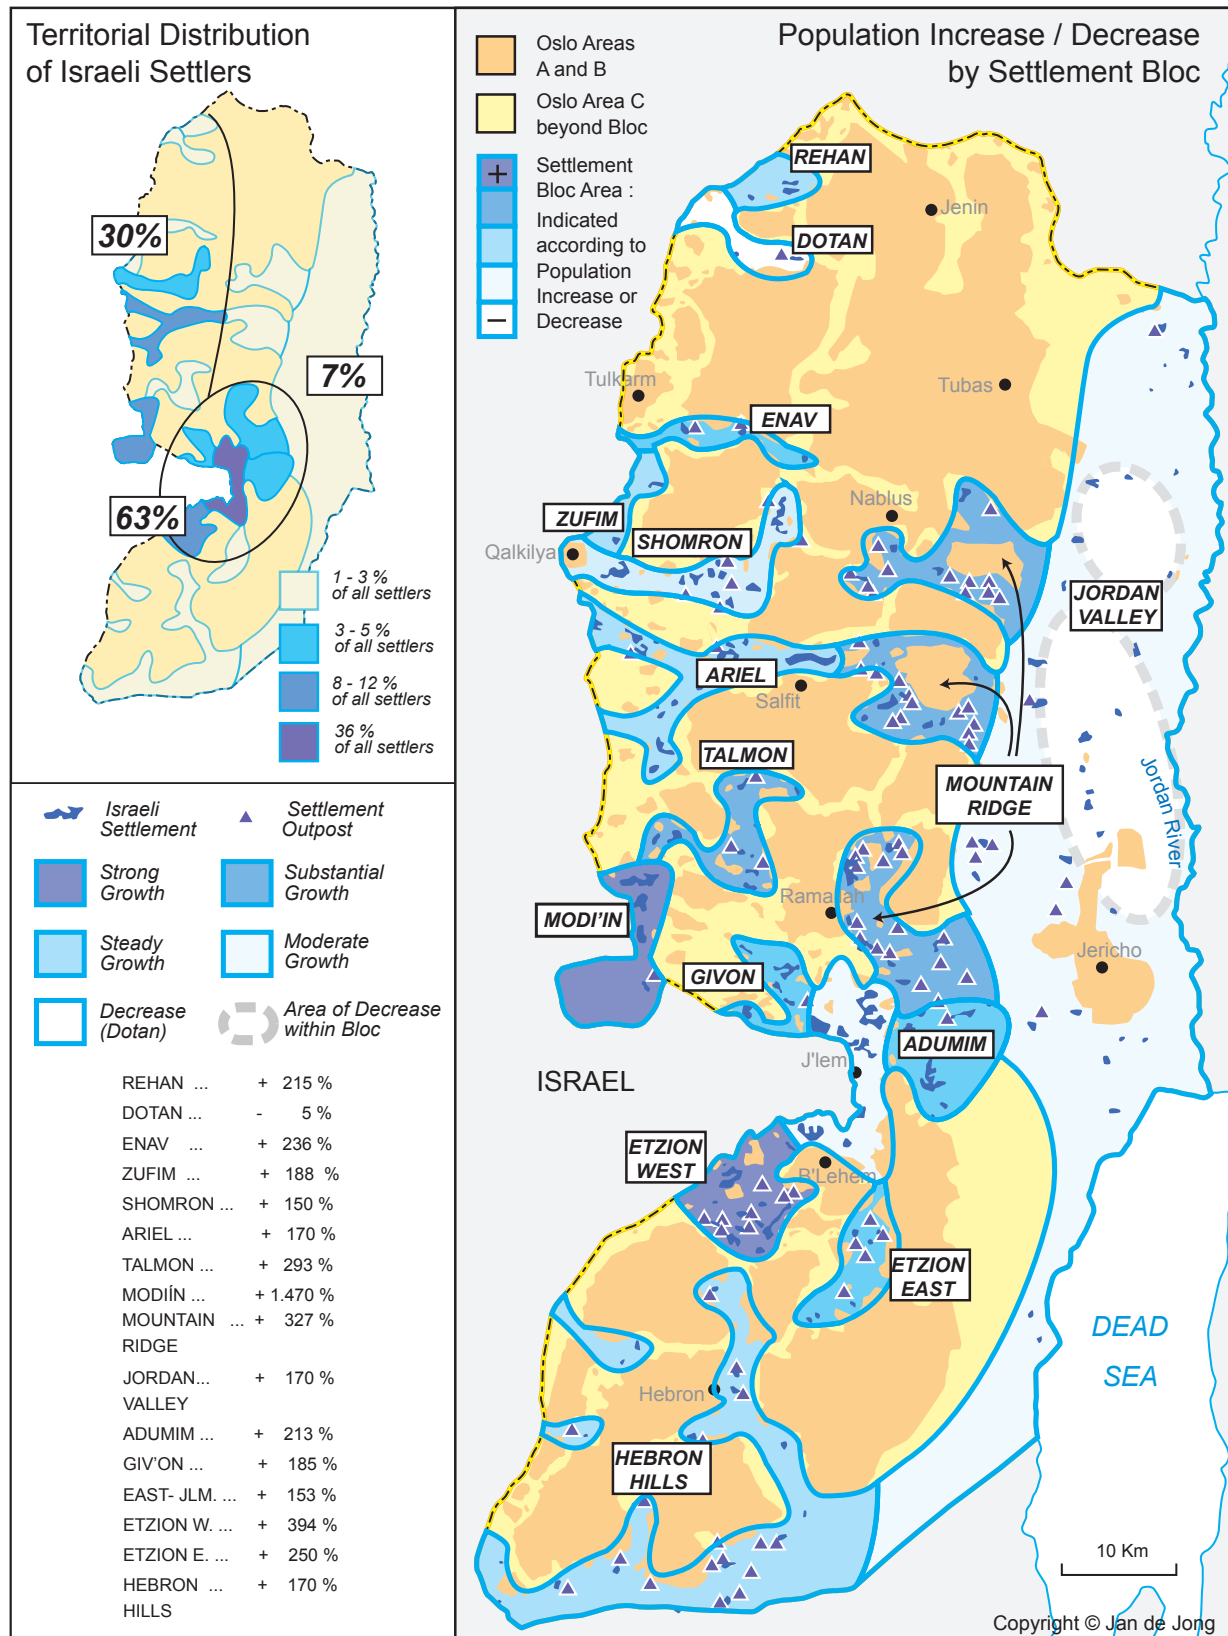 Territorial Distribution
of Israeli Settlers
30%
7%
63%
1 - 3 %
of all settlers
3 - 5 %
of all settlers
8 - 12 %
of all settlers
36 %
of all settlers
Israeli
Settlement
Settlement
Outpost
Strong
Growth
Substantial
Growth
Steady
Growth
Moderate
Growth
Decrease
(Dotan)
Area of Decrease
within Bloc
REHAN ... + 215 %
DOTAN ... - 5 %
ENAV ... + 236 %
ZUFIM ... + 188 %
SHOMRON ... + 150 %
ARIEL ... + 170 %
TALMON ... + 293 %
MODIÍN ... + 1.470 %
MOUNTAIN ... + 327 %
RIDGE
JORDAN... + 170 %
VALLEY
ADUMIM ... + 213 %
GIV'ON ... + 185 %
EAST- JLM. ... + 153 %
ETZION W. ... + 394 %
ETZION E. ... + 250 %
HEBRON ... + 170 %
HILLS
Population Increase / Decrease
by Settlement Bloc
Oslo Areas
A and B
Oslo Area C
beyond Bloc
+
Settlement
Bloc Area :
Indicated
according to
Population
Increase or
Decrease
−
REHAN
Jenin
DOTAN
Tulkarm
Tubas
ENAV
Nablus
ZUFIM
SHOMRON
Qalkilya
JORDAN
VALLEY
ARIEL
Salfit
TALMON
MOUNTAIN
RIDGE
Jordan River
Ramallah
MODI'IN
Jericho
GIVON
ADUMIM
J'lem
ISRAEL
ETZION
WEST
B'Lehem
ETZION
EAST
DEAD
SEA
Hebron
HEBRON
HILLS
10 Km
Copyright © Jan de Jong